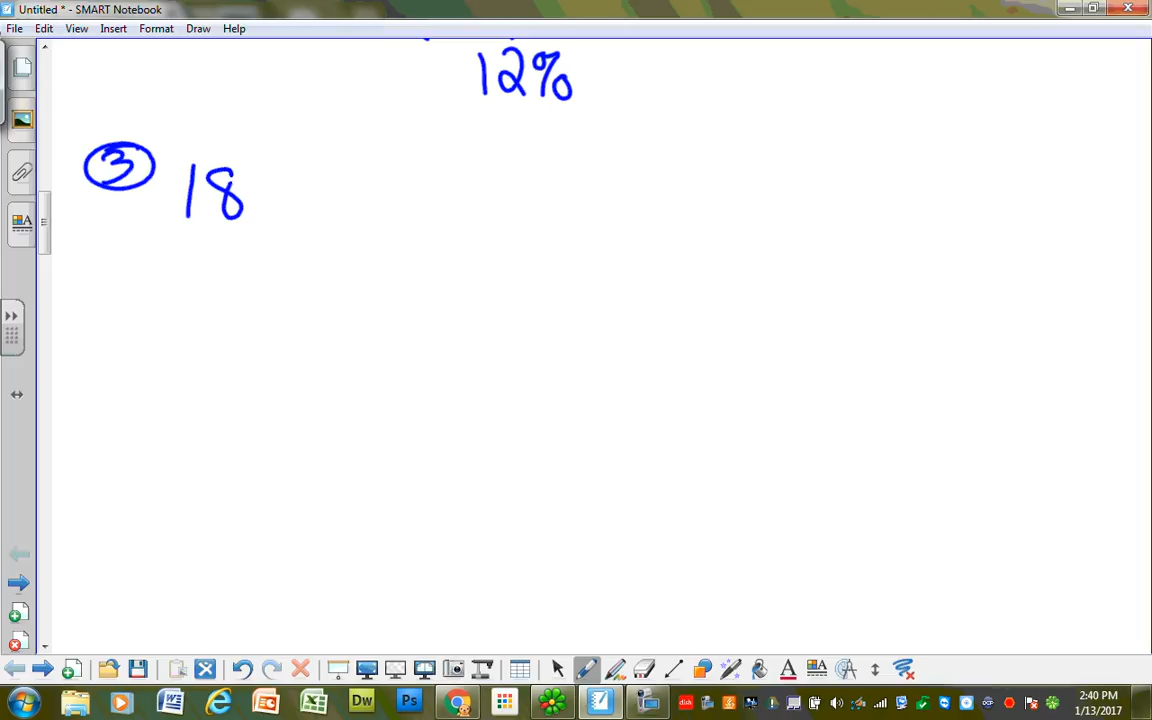 Untitled * - SMART Notebook
File Edit View Insert Format Draw Help
12%
3 18
2:40 PM
1/13/2017